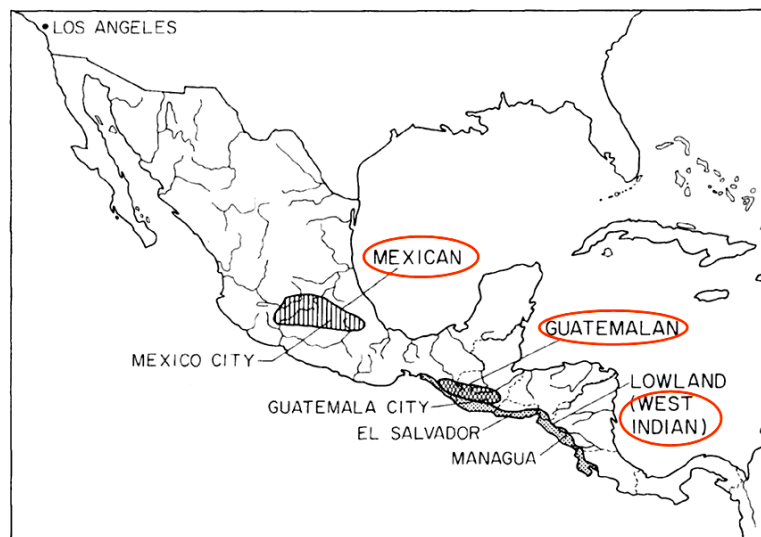 LOS ANGELES
MEXICAN
GUATEMALAN
MEXICO CITY
LOWLAND
(WEST
INDIAN)
GUATEMALA CITY
EL SALVADOR
MANAGUA